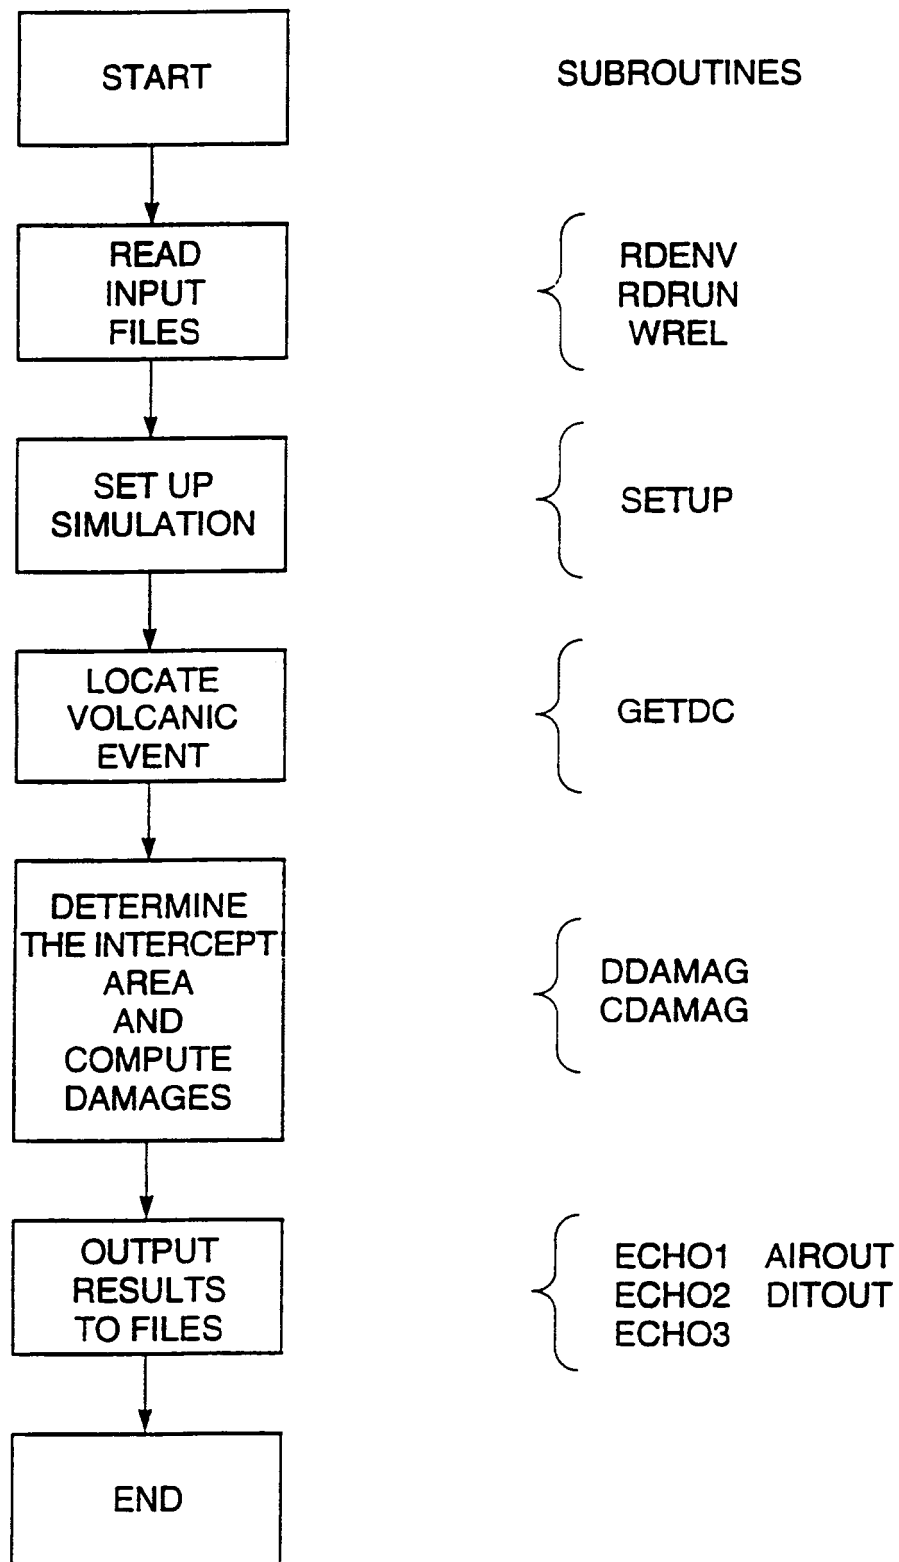 START
SUBROUTINES
READ
INPUT
FILES
RDENV
RDRUN
WREL
SET UP
SIMULATION
SETUP
LOCATE
VOLCANIC
EVENT
GETDC
DETERMINE
THE INTERCEPT
AREA
AND
COMPUTE
DAMAGES
DDAMAG
CDAMAG
OUTPUT
RESULTS
TO FILES
ECHO1 AIROUT
ECHO2 DITOUT
ECHO3
END